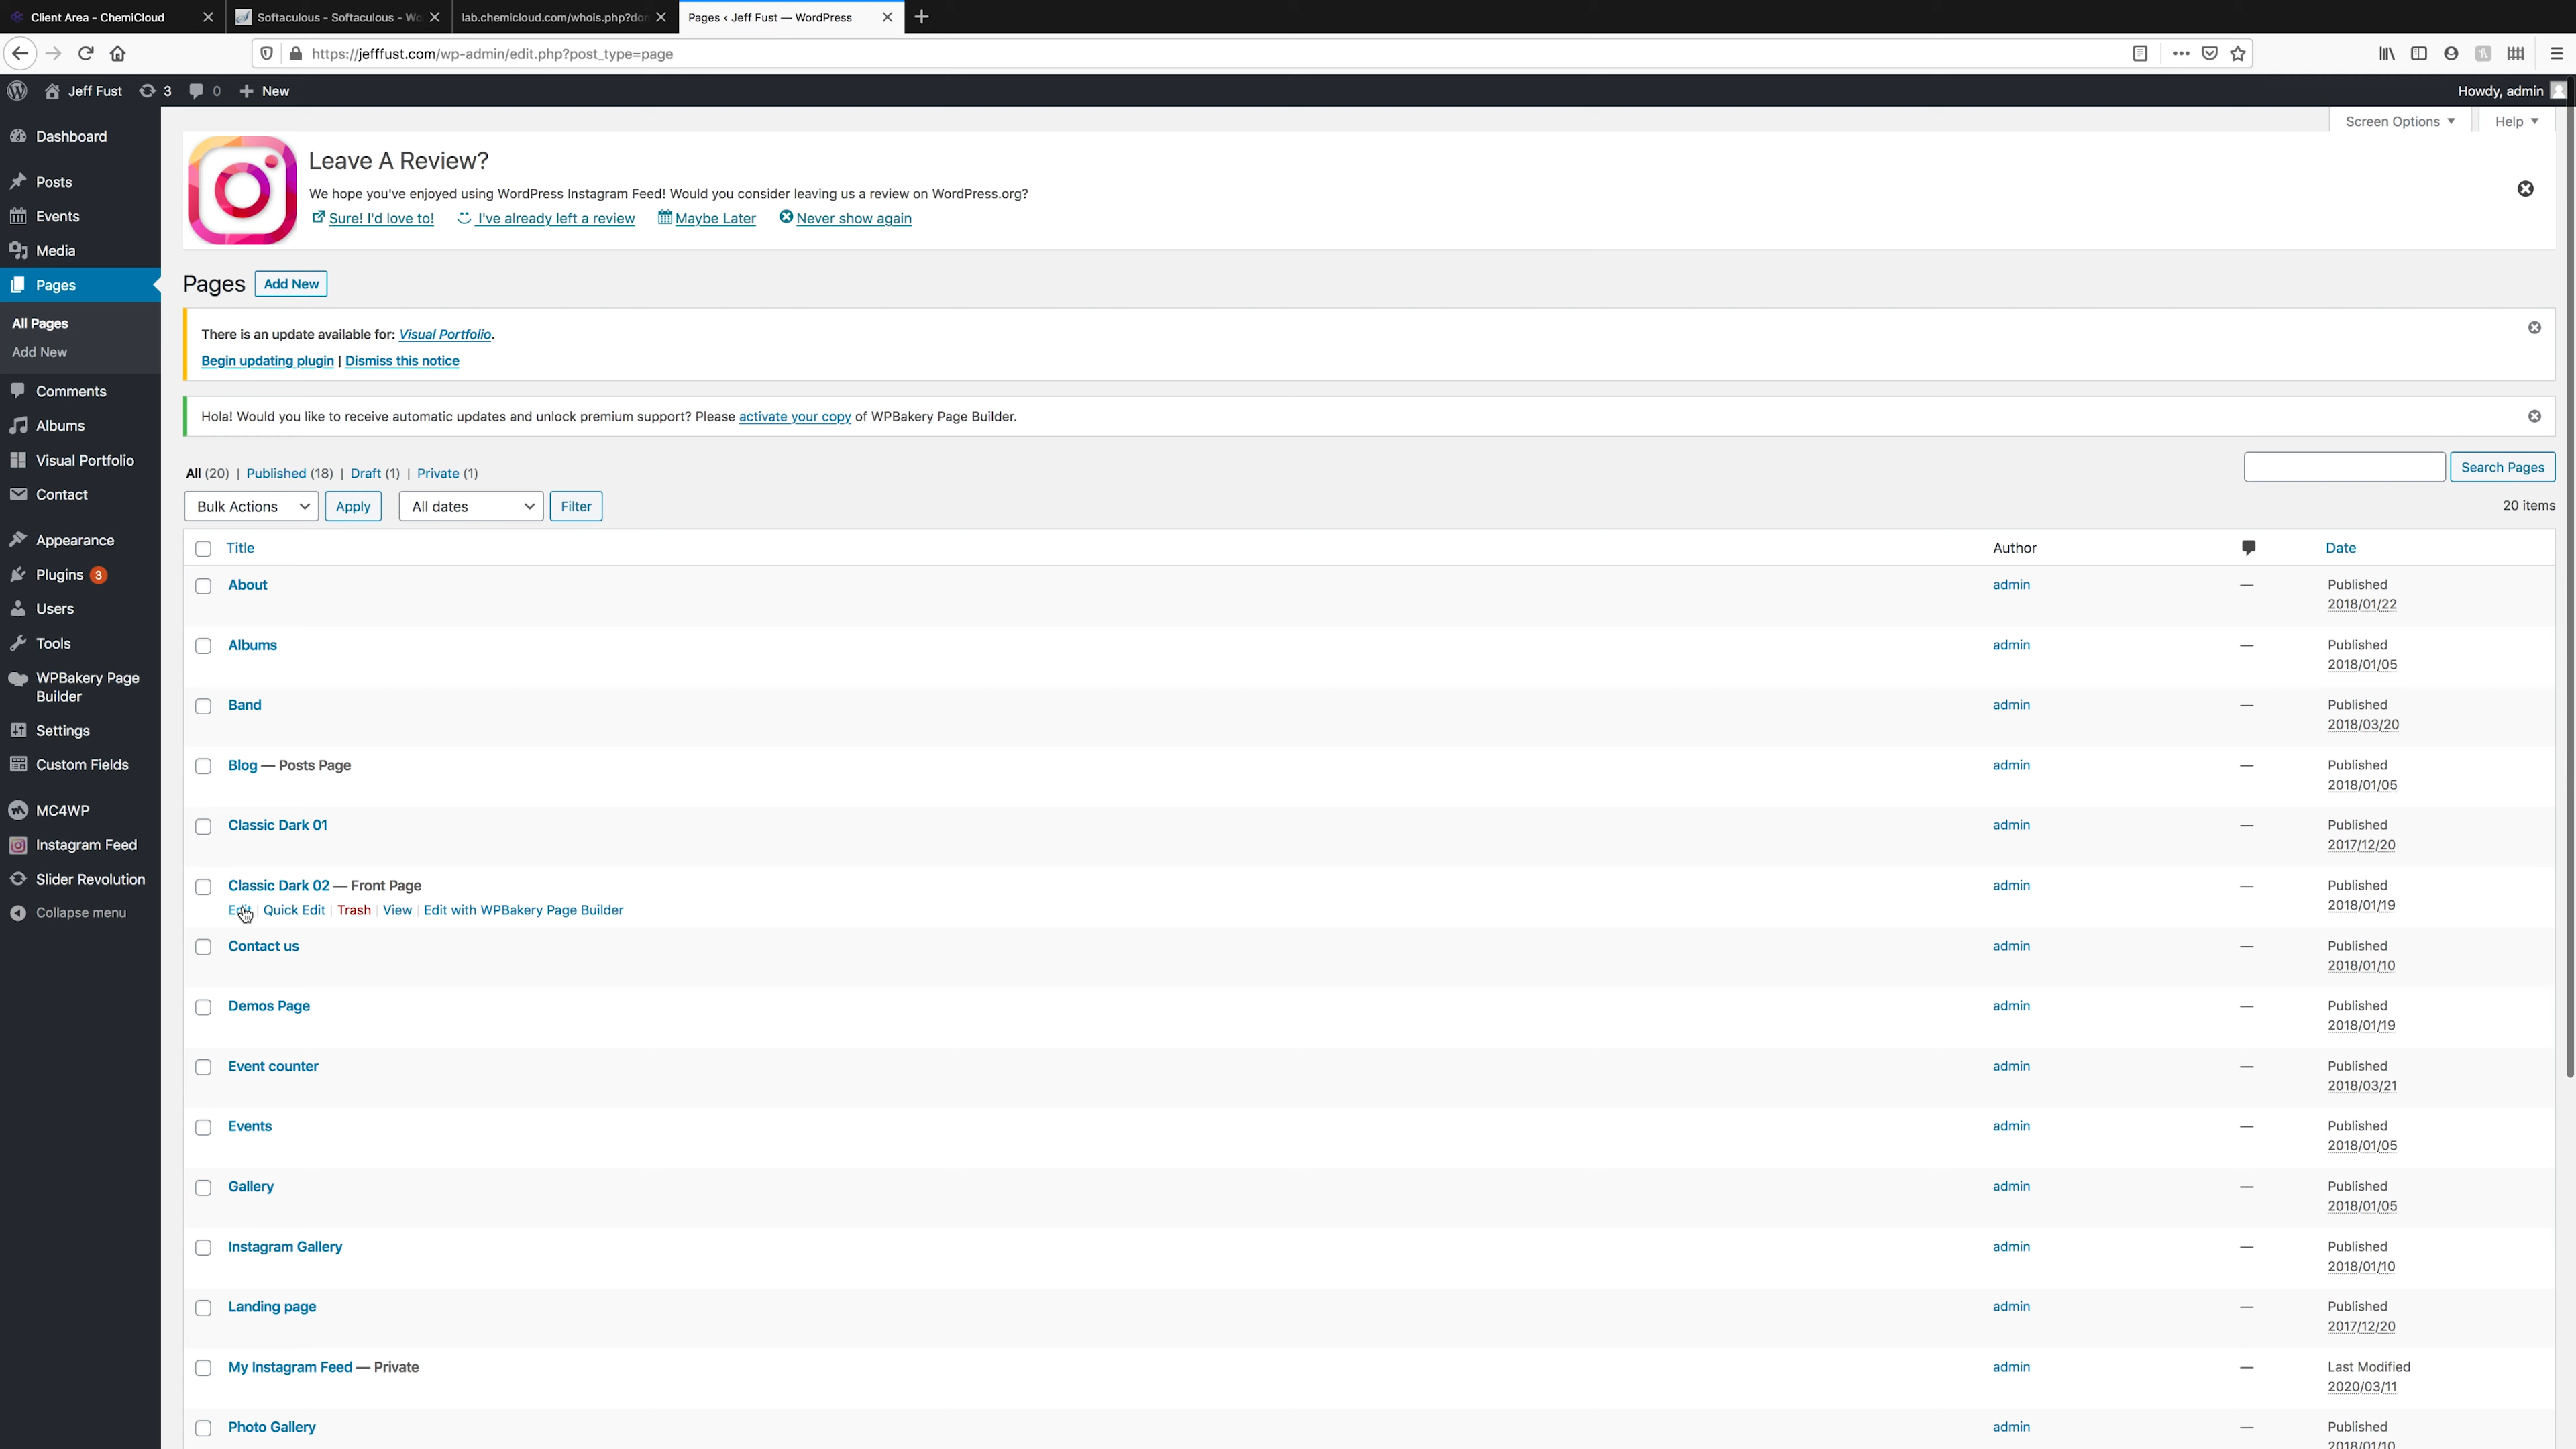 Client Area - ChemiCloud
Softaculous - Softaculous - Wo
lab.chemicloud.com/whois.php?do
Pages ‹ Jeff Fust — WordPress
https://jefffust.com/wp-admin/edit.php?post_type=page
Jeff Fust 3 0 + New
Howdy, admin
Dashboard
Posts
Events
Media
Pages
All Pages
Add New
Comments
Albums
Visual Portfolio
Contact
Appearance
Plugins 3
Users
Tools
WPBakery Page
Builder
Settings
Custom Fields
MC4WP
Instagram Feed
Slider Revolution
Collapse menu
Screen Options
Help
Leave A Review?
We hope you've enjoyed using WordPress Instagram Feed! Would you consider leaving us a review on WordPress.org?
Sure! I'd love to! I've already left a review Maybe Later Never show again
Pages Add New
There is an update available for: Visual Portfolio.
Begin updating plugin | Dismiss this notice
Hola! Would you like to receive automatic updates and unlock premium support? Please activate your copy of WPBakery Page Builder.
All (20) | Published (18) | Draft (1) | Private (1)
Search Pages
Bulk Actions Apply All dates Filter
20 items
Title Author Date
About admin — Published
2018/01/22
Albums admin — Published
2018/01/05
Band admin — Published
2018/03/20
Blog — Posts Page admin — Published
2018/01/05
Classic Dark 01 admin — Published
2017/12/20
Classic Dark 02 — Front Page admin — Published
Edit | Quick Edit | Trash | View | Edit with WPBakery Page Builder 2018/01/19
Contact us admin — Published
2018/01/10
Demos Page admin — Published
2018/01/19
Event counter admin — Published
2018/03/21
Events admin — Published
2018/01/05
Gallery admin — Published
2018/01/05
Instagram Gallery admin — Published
2018/01/10
Landing page admin — Published
2017/12/20
My Instagram Feed — Private admin — Last Modified
2020/03/11
Photo Gallery admin — Published
2018/01/10